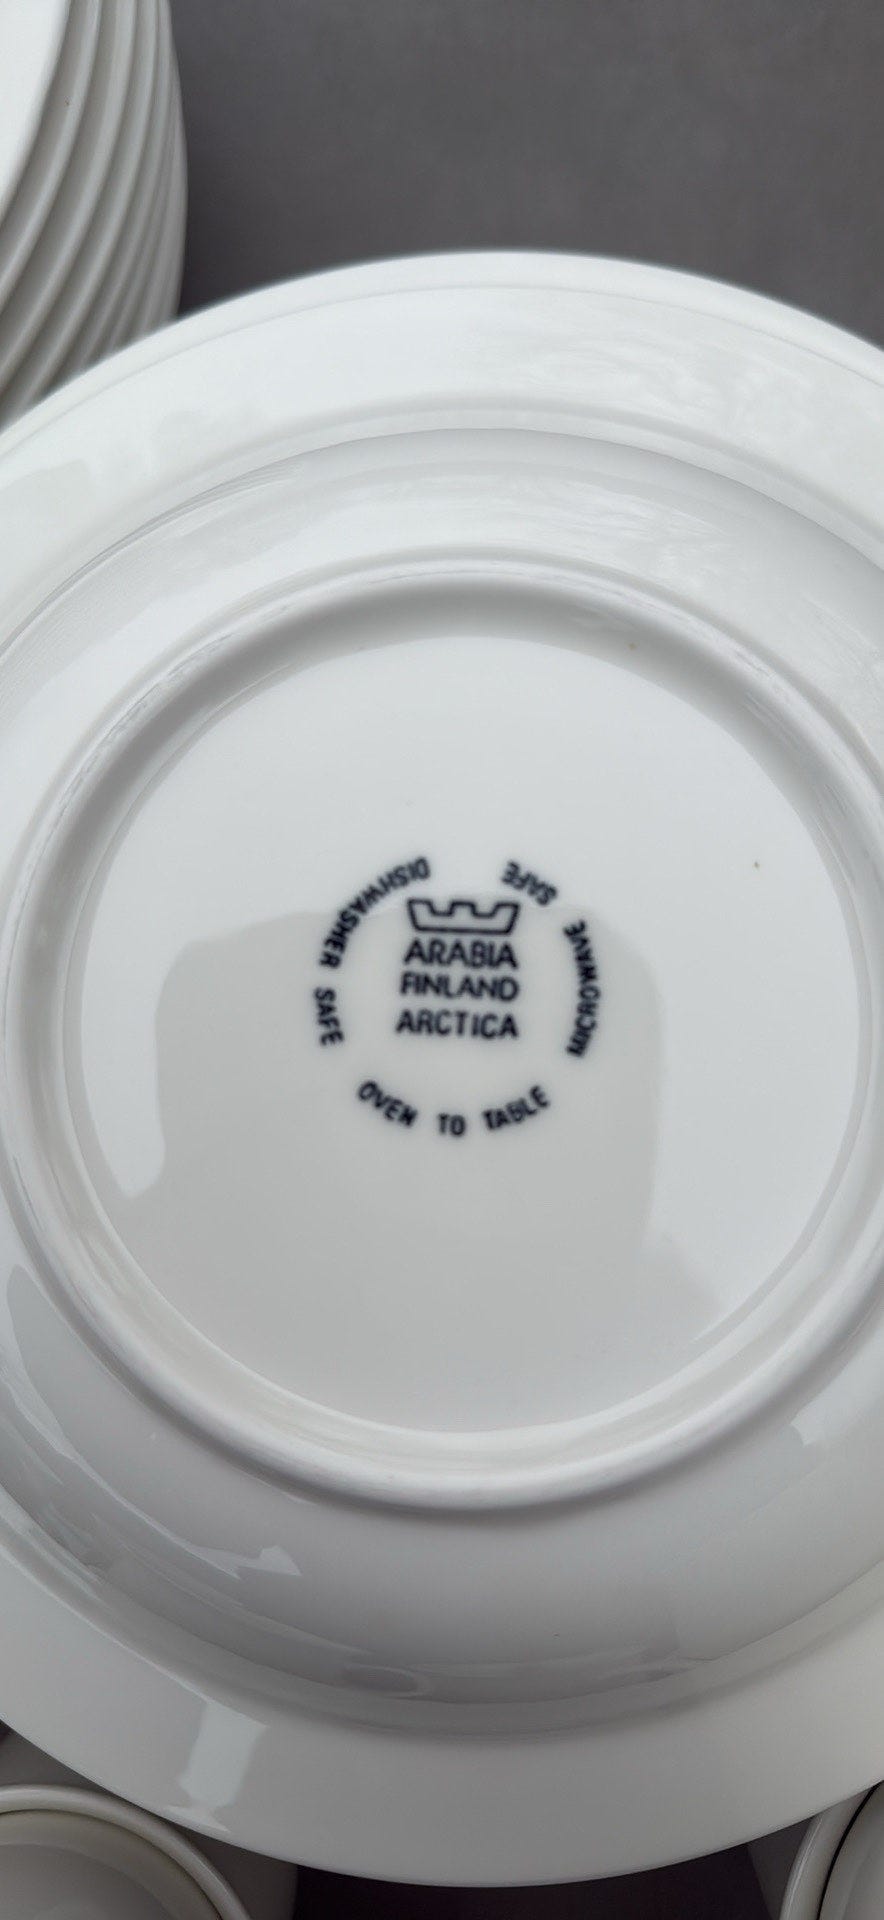 ARABIA
FINLAND
ARCTICA
DISHWASHER SAFE
OVEN TO TABLE
MICROWAVE SAFE